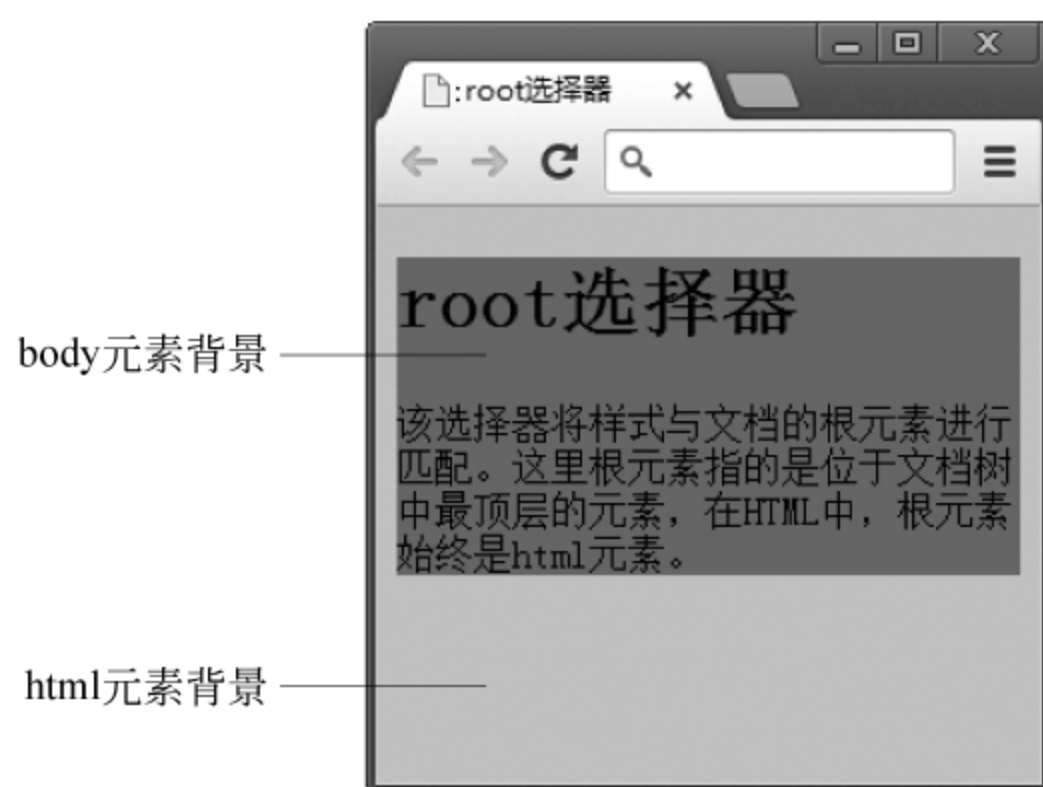 :root选择器
root选择器
body元素背景
该选择器将样式与文档的根元素进行
匹配。这里根元素指的是位于文档树
中最顶层的元素，在HTML中，根元素
始终是html元素。
html元素背景